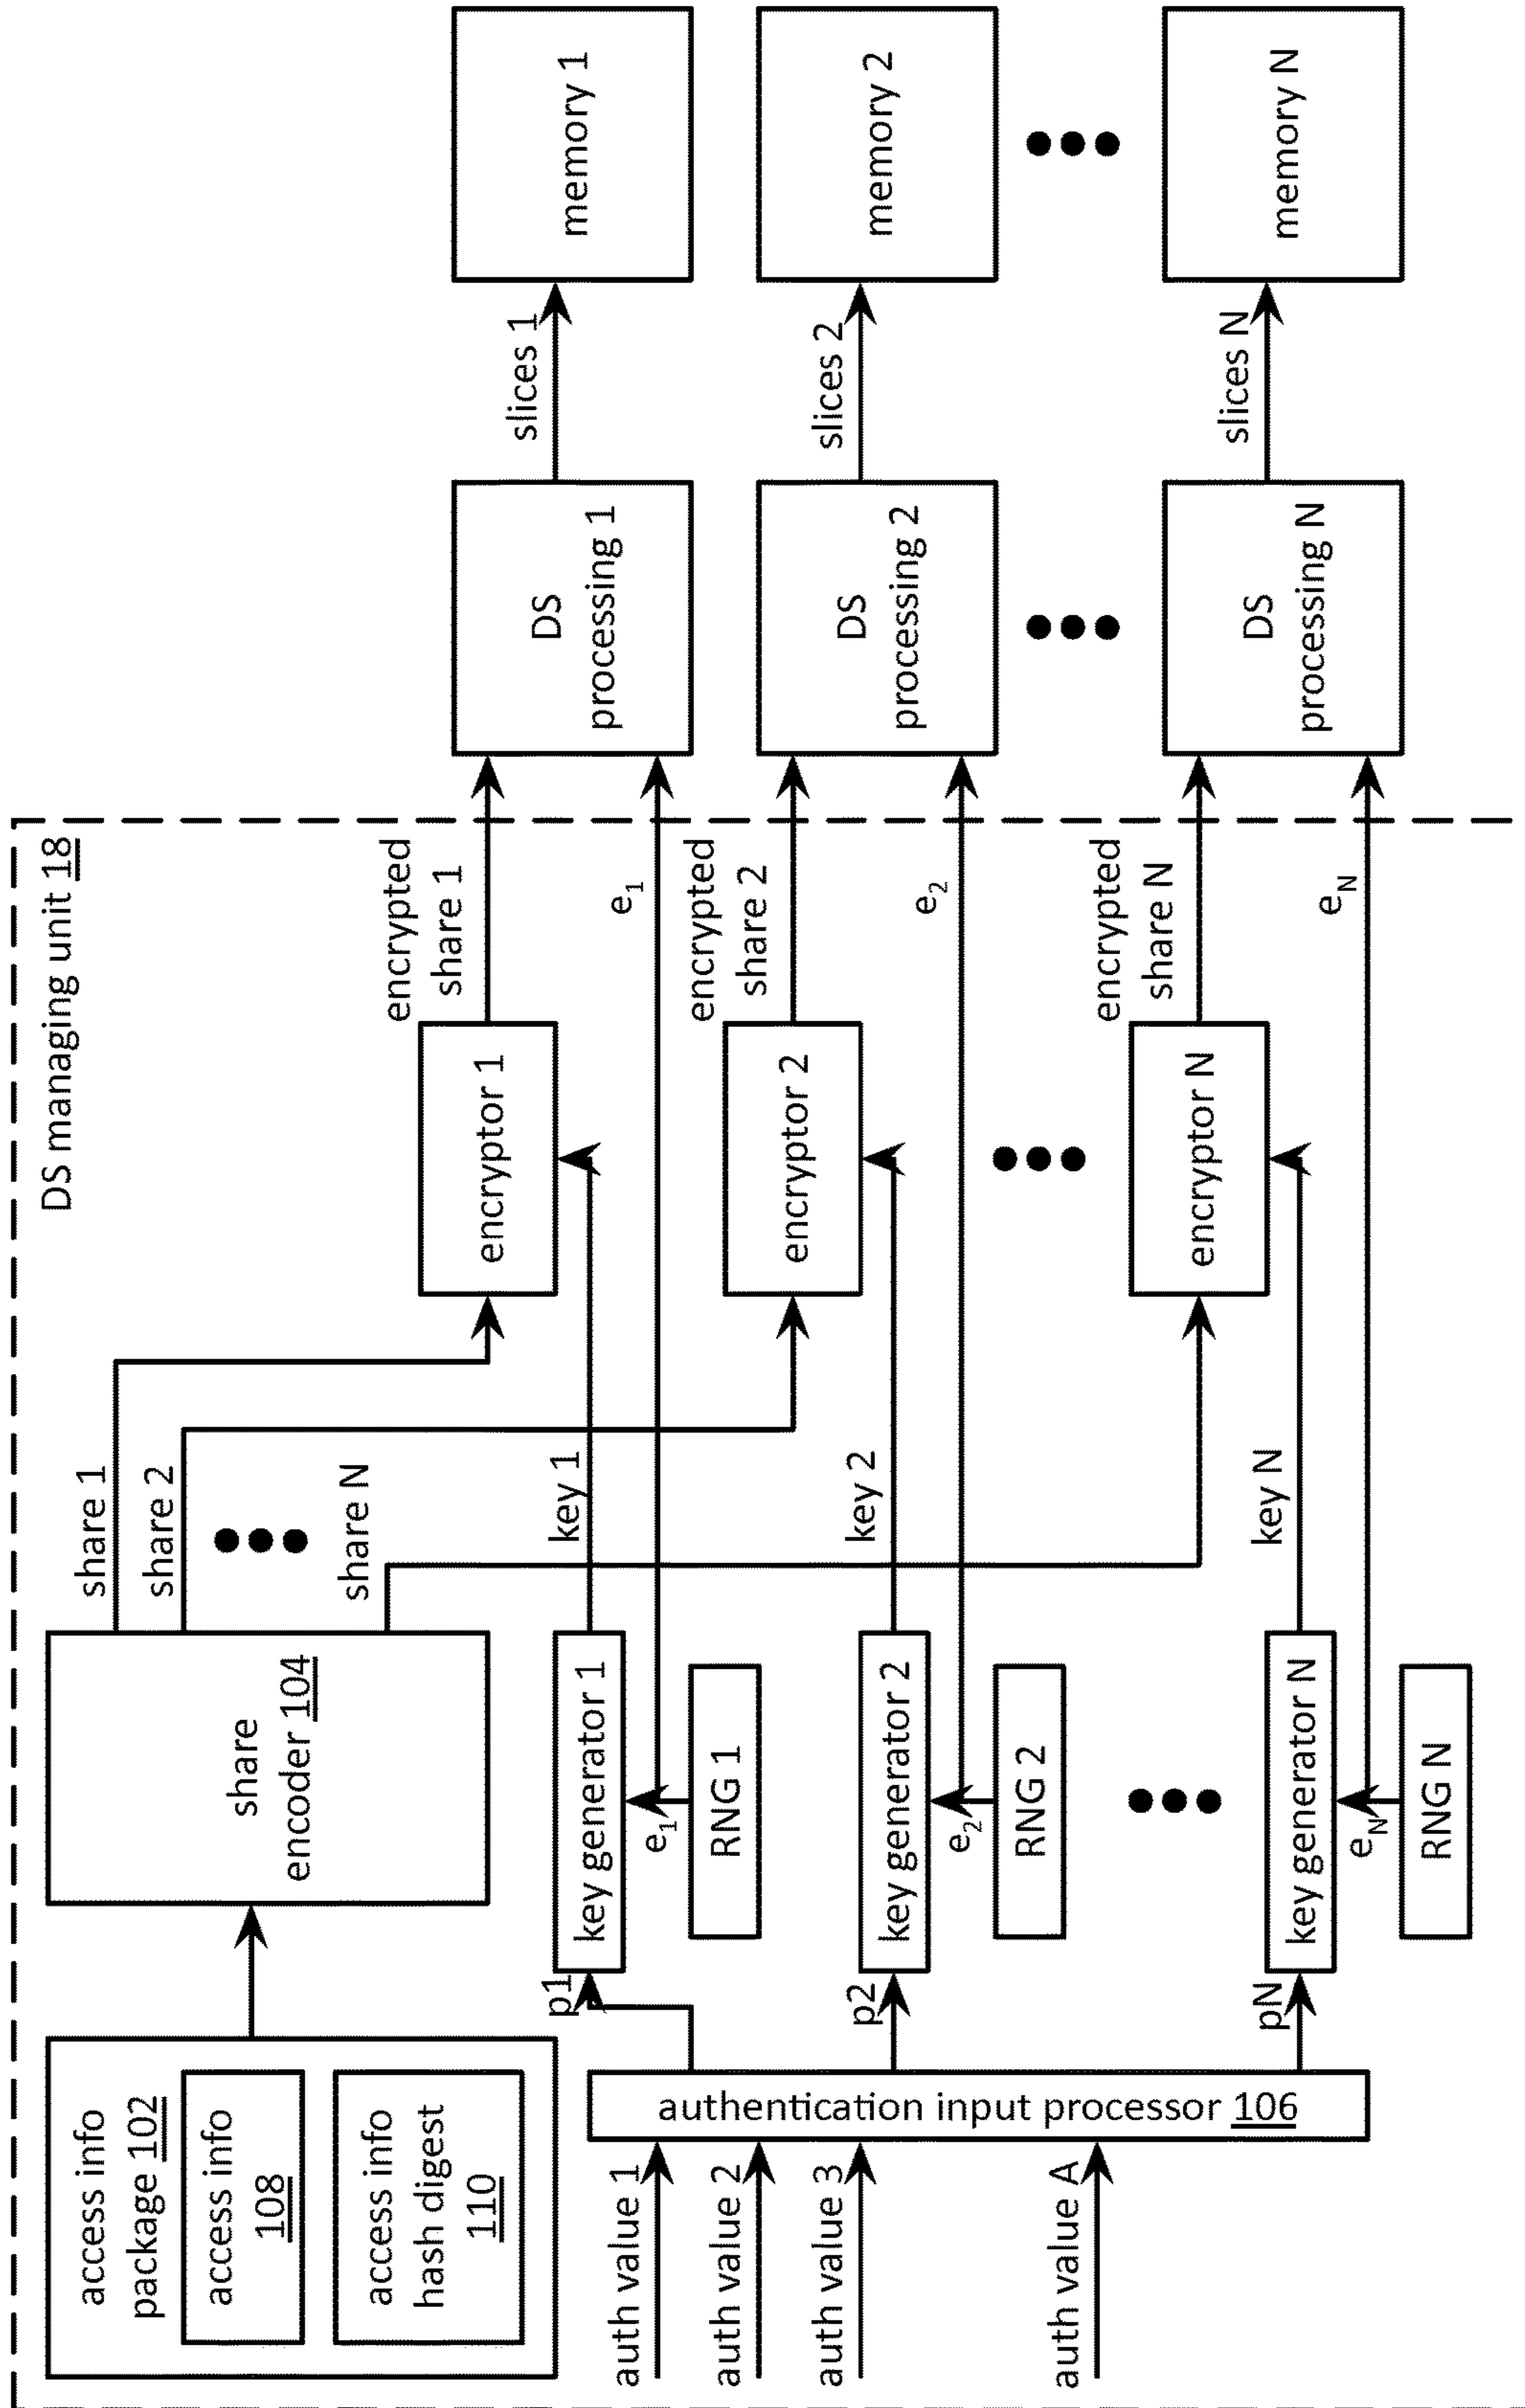 DS managing unit 18
access info
package 102
access info
108
access info
hash digest
110
share
encoder 104
share 1
share 2
share N
encryptor 1
encrypted
share 1
DS
processing 1
slices 1
memory 1
key generator 1
key 1
p1
e1
RNG 1
e1
encryptor 2
encrypted
share 2
DS
processing 2
slices 2
memory 2
key generator 2
key 2
p2
e2
RNG 2
e2
encryptor N
encrypted
share N
DS
processing N
slices N
memory N
key generator N
key N
pN
eN
RNG N
eN
authentication input processor 106
auth value 1
auth value 2
auth value 3
auth value A